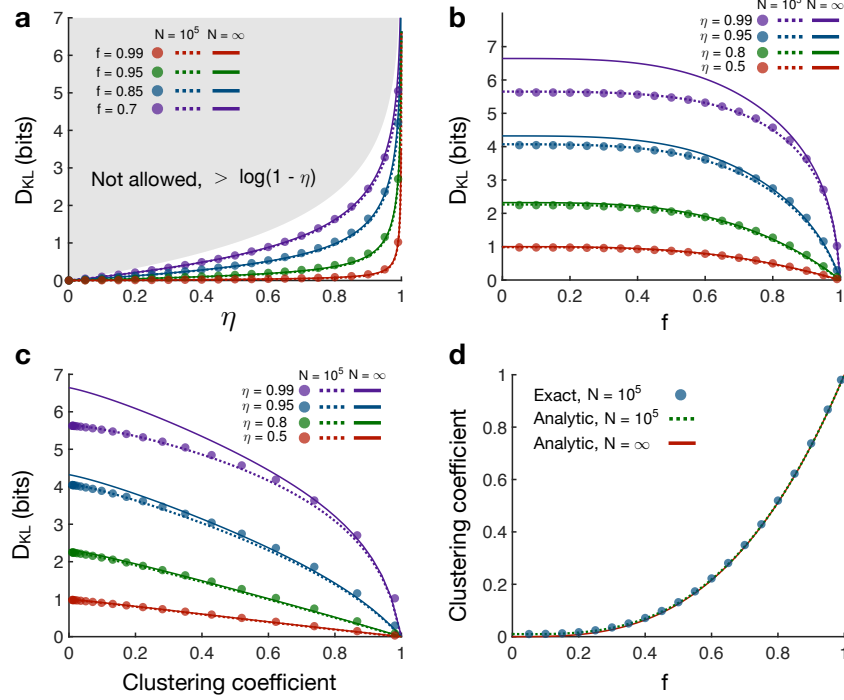 a
N = 10^5 N = ∞
f = 0.99
f = 0.95
f = 0.85
f = 0.7
Not allowed, > log(1 - η)
D_KL (bits)
7
6
5
4
3
2
1
0
0 0.2 0.4 0.6 0.8 1
η
b
N = 10^5 N = ∞
η = 0.99
η = 0.95
η = 0.8
η = 0.5
D_KL (bits)
7
6
5
4
3
2
1
0
0 0.2 0.4 0.6 0.8 1
f
c
N = 10^5 N = ∞
η = 0.99
η = 0.95
η = 0.8
η = 0.5
D_KL (bits)
7
6
5
4
3
2
1
0
0 0.2 0.4 0.6 0.8 1
Clustering coefficient
d
Exact, N = 10^5
Analytic, N = 10^5
Analytic, N = ∞
Clustering coefficient
1
0.8
0.6
0.4
0.2
0
0 0.2 0.4 0.6 0.8 1
f